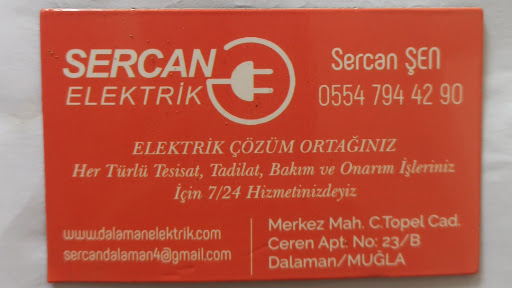 SERCAN
ELEKTRİK
Sercan ŞEN
0554 794 42 90
ELEKTRİK ÇÖZÜM ORTAĞINIZ
Her Türlü Tesisat, Tadilat, Bakım ve Onarım İşleriniz
İçin 7/24 Hizmetinizdeyiz
www.dalamanelektrik.com
sercandalaman4@gmail.com
Merkez Mah. C.Topel Cad.
Ceren Apt: No: 23/B
Dalaman/MUĞLA